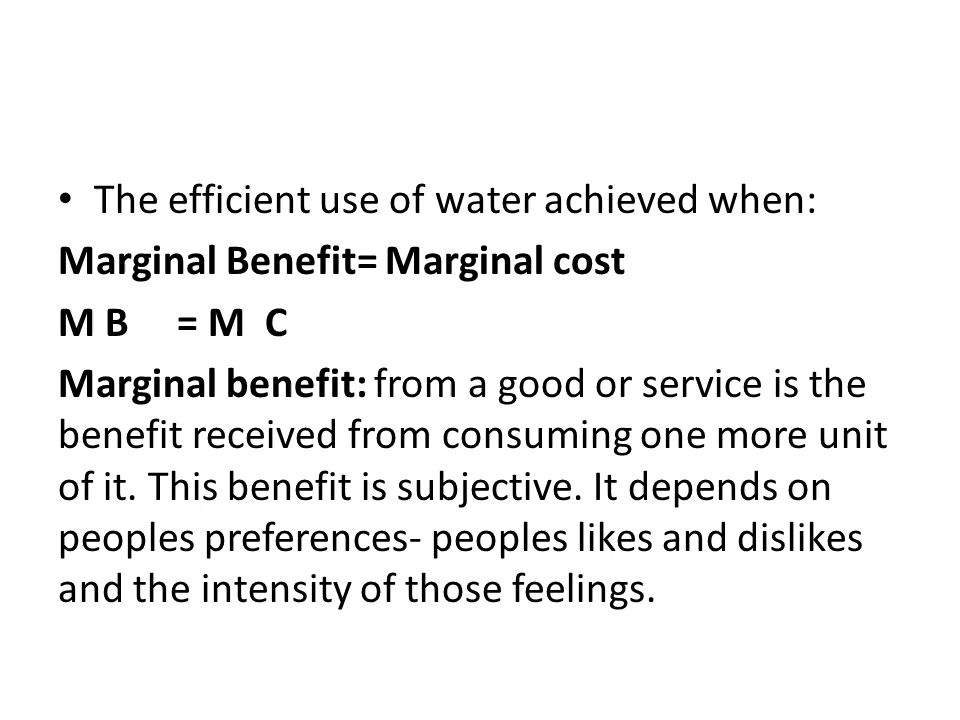 • The efficient use of water achieved when:
Marginal Benefit= Marginal cost
M B = M C
Marginal benefit: from a good or service is the
benefit received from consuming one more unit
of it. This benefit is subjective. It depends on
peoples preferences- peoples likes and dislikes
and the intensity of those feelings.